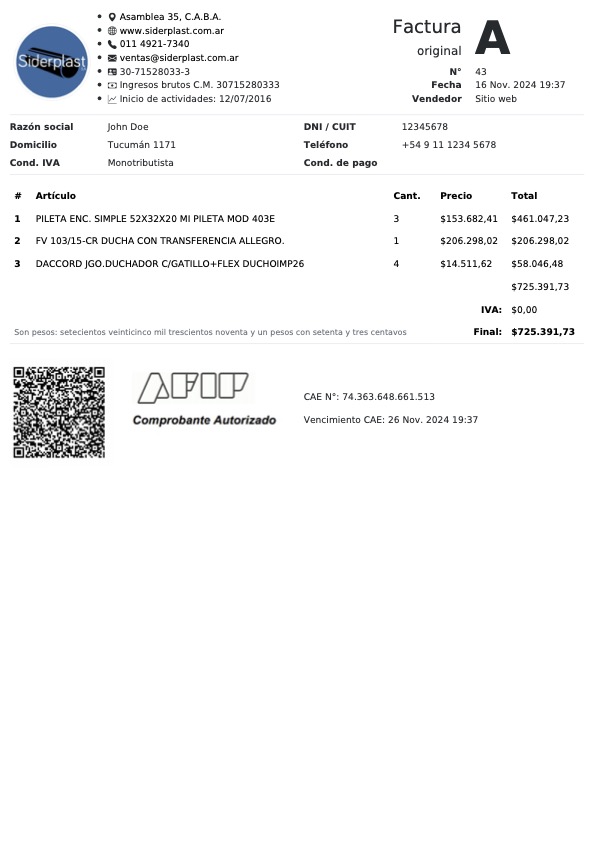 Siderplast
Asamblea 35, C.A.B.A.
www.siderplast.com.ar
011 4921-7340
ventas@siderplast.com.ar
30-71528033-3
Ingresos brutos C.M. 30715280333
Inicio de actividades: 12/07/2016
Factura A
original
N° 43
Fecha 16 Nov. 2024 19:37
Vendedor Sitio web
Razón social John Doe DNI / CUIT 12345678
Domicilio Tucumán 1171 Teléfono +54 9 11 1234 5678
Cond. IVA Monotributista Cond. de pago
# Artículo Cant. Precio Total
1 PILETA ENC. SIMPLE 52X32X20 MI PILETA MOD 403E 3 $153.682,41 $461.047,23
2 FV 103/15-CR DUCHA CON TRANSFERENCIA ALLEGRO. 1 $206.298,02 $206.298,02
3 DACCORD JGO.DUCHADOR C/GATILLO+FLEX DUCHOIMP26 4 $14.511,62 $58.046,48
$725.391,73
IVA: $0,00
Son pesos: setecientos veinticinco mil trescientos noventa y un pesos con setenta y tres centavos Final: $725.391,73
AFIP
Comprobante Autorizado
CAE N°: 74.363.648.661.513
Vencimiento CAE: 26 Nov. 2024 19:37